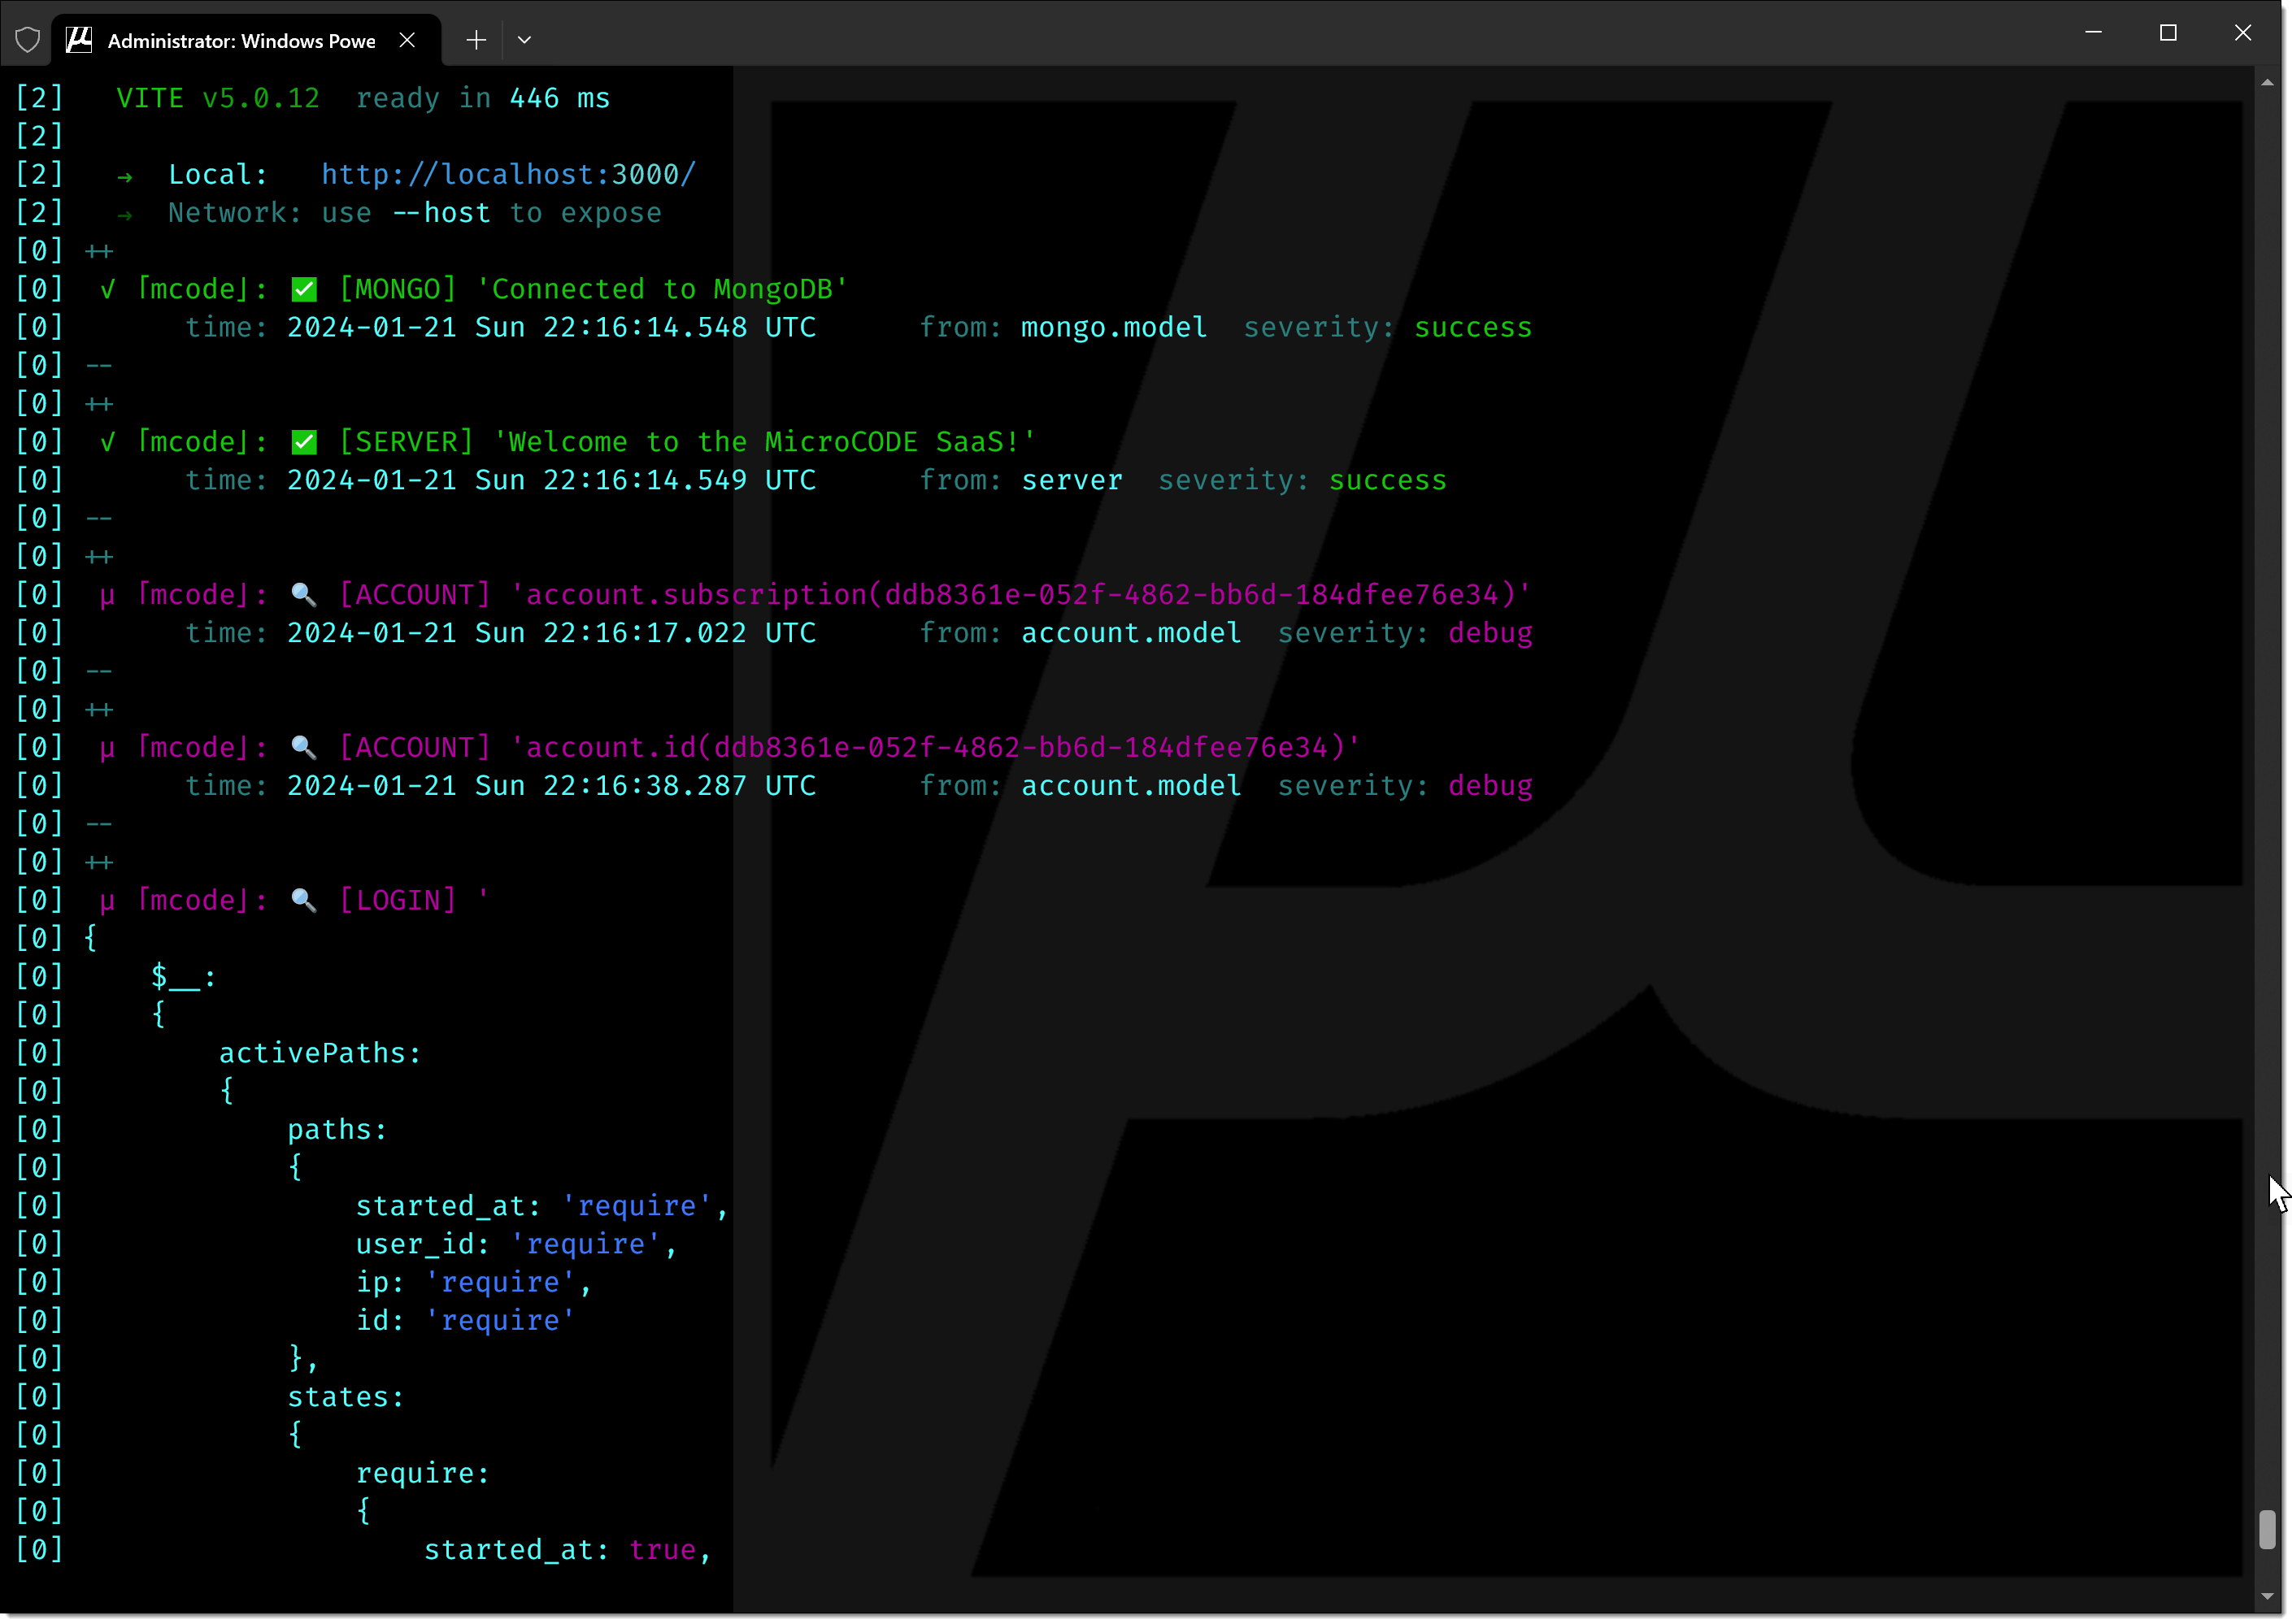 Administrator: Windows Powe
[2]   VITE v5.0.12  ready in 446 ms
[2]
[2]   →  Local:   http://localhost:3000/
[2]   →  Network: use --host to expose
[0] ++
[0]  √ ⌈mcode⌋: ✅ [MONGO] 'Connected to MongoDB'
[0]       time: 2024-01-21 Sun 22:16:14.548 UTC      from: mongo.model  severity: success
[0] --
[0] ++
[0]  √ ⌈mcode⌋: ✅ [SERVER] 'Welcome to the MicroCODE SaaS!'
[0]       time: 2024-01-21 Sun 22:16:14.549 UTC      from: server  severity: success
[0] --
[0] ++
[0]  µ ⌈mcode⌋: 🔍 [ACCOUNT] 'account.subscription(ddb8361e-052f-4862-bb6d-184dfee76e34)'
[0]       time: 2024-01-21 Sun 22:16:17.022 UTC      from: account.model  severity: debug
[0] --
[0] ++
[0]  µ ⌈mcode⌋: 🔍 [ACCOUNT] 'account.id(ddb8361e-052f-4862-bb6d-184dfee76e34)'
[0]       time: 2024-01-21 Sun 22:16:38.287 UTC      from: account.model  severity: debug
[0] --
[0] ++
[0]  µ ⌈mcode⌋: 🔍 [LOGIN] '
[0] {
[0]     $__:
[0]     {
[0]         activePaths:
[0]         {
[0]             paths:
[0]             {
[0]                 started_at: 'require',
[0]                 user_id: 'require',
[0]                 ip: 'require',
[0]                 id: 'require'
[0]             },
[0]             states:
[0]             {
[0]                 require:
[0]                 {
[0]                     started_at: true,